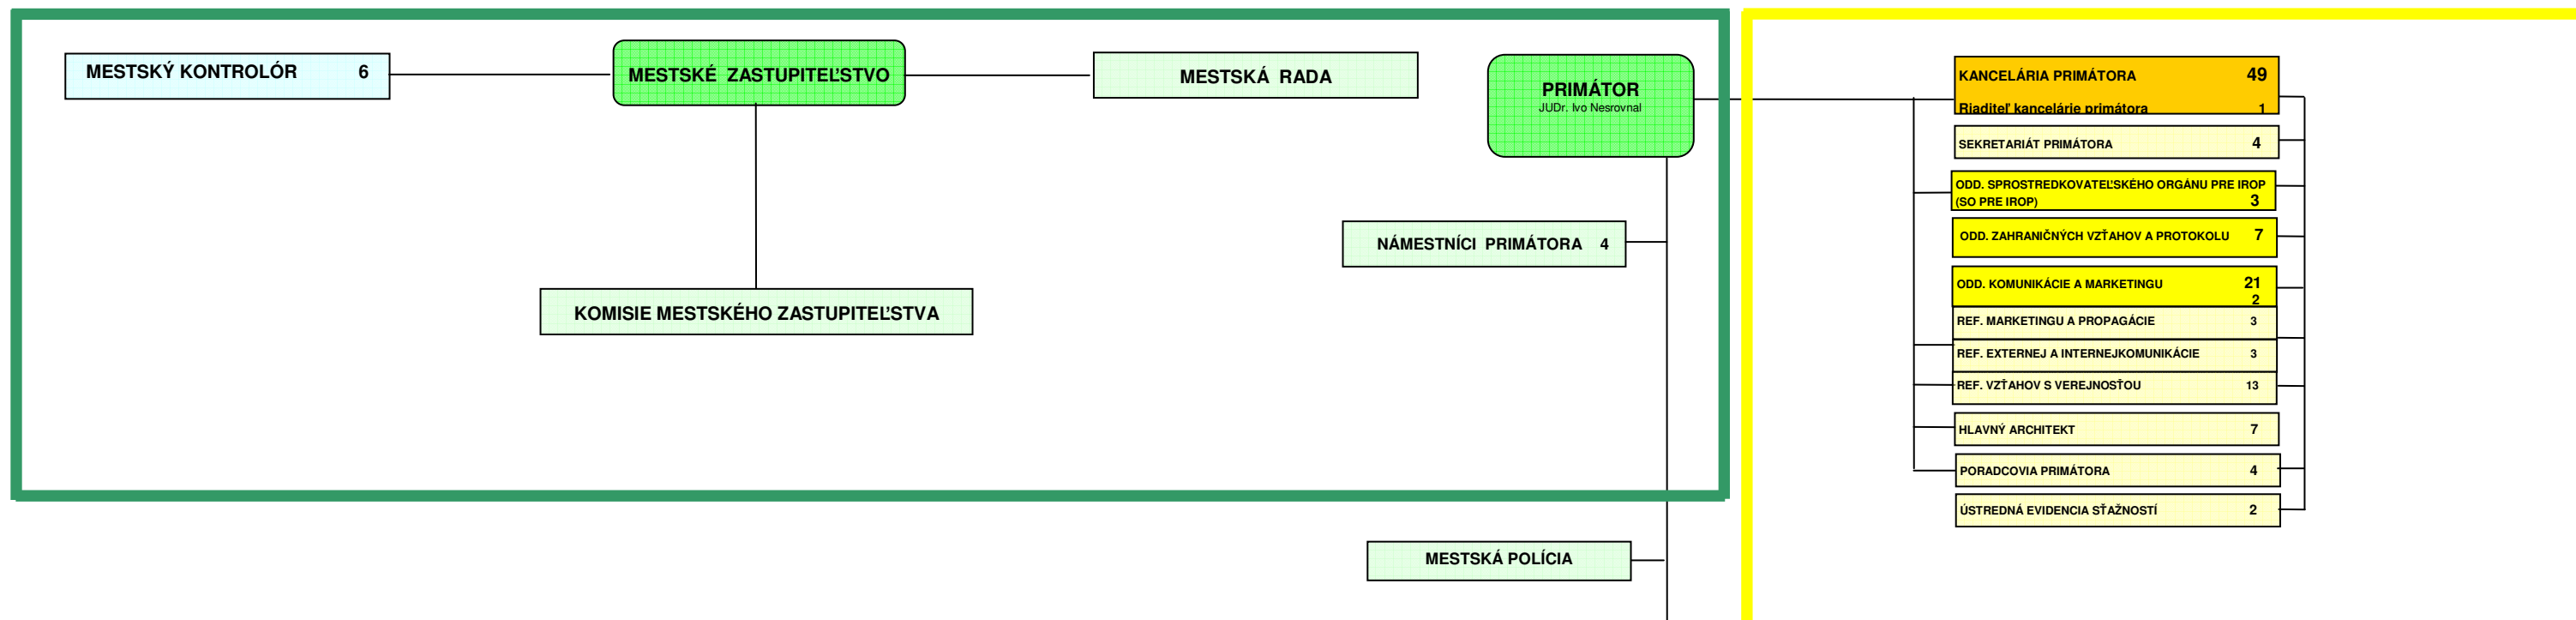 MESTSKÝ KONTROLÓR 6
MESTSKÉ ZASTUPITEĽSTVO
MESTSKÁ RADA
PRIMÁTOR
JUDr. Ivo Nesrovnal
NÁMESTNÍCI PRIMÁTORA 4
KOMISIE MESTSKÉHO ZASTUPITEĽSTVA
MESTSKÁ POLÍCIA
KANCELÁRIA PRIMÁTORA 49
Riaditeľ kancelárie primátora 1
SEKRETARIÁT PRIMÁTORA 4
ODD. SPROSTREDKOVATEĽSKÉHO ORGÁNU PRE IROP
(SO PRE IROP) 3
ODD. ZAHRANIČNÝCH VZŤAHOV A PROTOKOLU 7
ODD. KOMUNIKÁCIE A MARKETINGU 21
2
REF. MARKETINGU A PROPAGÁCIE 3
REF. EXTERNEJ A INTERNEJKOMUNIKÁCIE 3
REF. VZŤAHOV S VEREJNOSŤOU 13
HLAVNÝ ARCHITEKT 7
PORADCOVIA PRIMÁTORA 4
ÚSTREDNÁ EVIDENCIA SŤAŽNOSTÍ 2